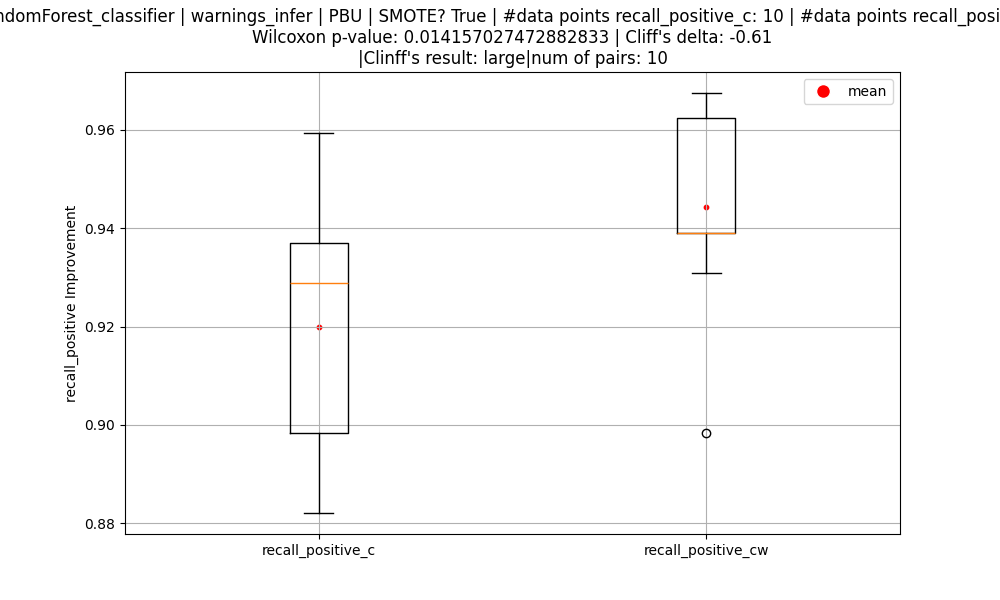 ndomForest_classifier | warnings_infer | PBU | SMOTE? True | #data points recall_positive_c: 10 | #data points recall_posi
Wilcoxon p-value: 0.014157027472882833 | Cliff's delta: -0.61
|Clinff's result: large|num of pairs: 10
mean
0.96
0.94
0.92
0.90
0.88
recall_positive Improvement
recall_positive_c
recall_positive_cw